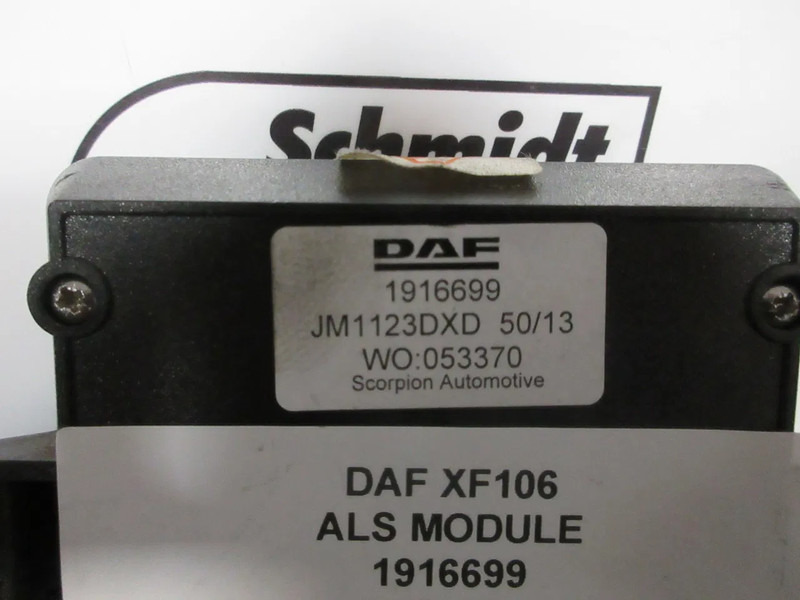 Schmidt
DAF
1916699
JM1123DXD 50/13
WO:053370
Scorpion Automotive
DAF XF106
ALS MODULE
1916699